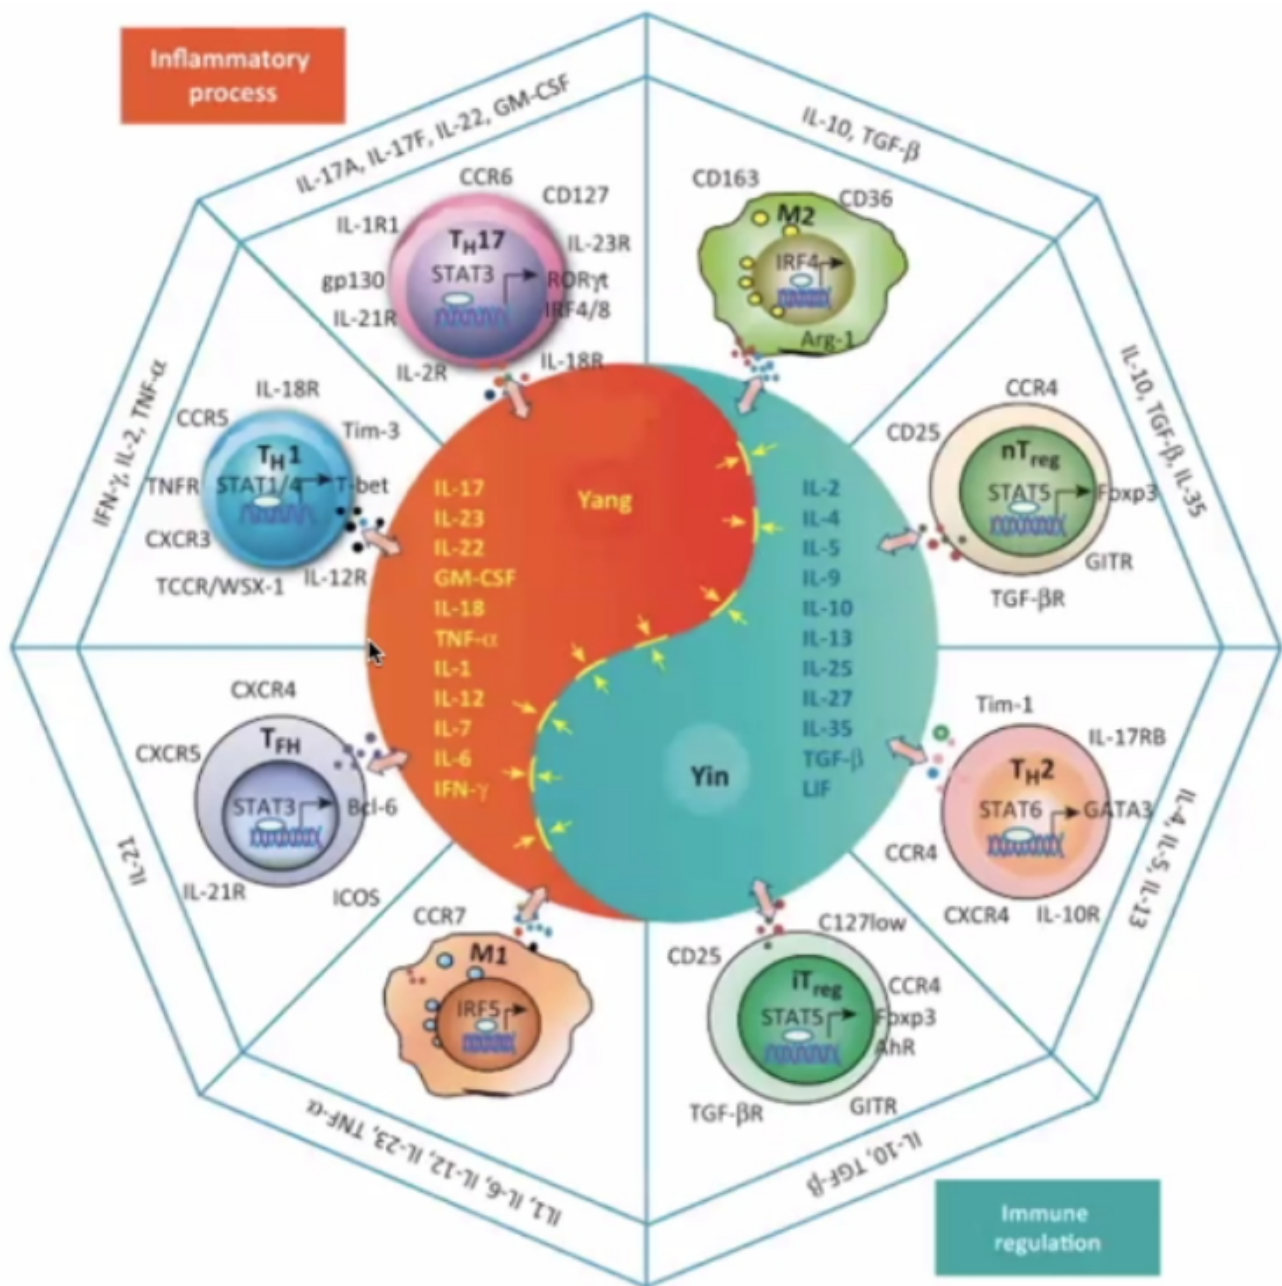 Inflammatory
process
IL-17A, IL-17F, IL-22, GM-CSF
IL-10, TGF-β
CCR6
CD127
IL-1R1
T_H17
IL-23R
STAT3
gp130
RORγt
IRF4/8
IL-21R
IL-2R
IL-18R
CD163
CD36
M2
IRF4
Arg-1
IFN-γ, IL-2, TNF-α
IL-18R
CCR5
Tim-3
T_H1
TNFR
STAT1/4
T-bet
CXCR3
IL-12R
TCCR/WSX-1
IL-10, TGF-β, IL-35
CCR4
CD25
nT_reg
STAT5
Foxp3
GITR
TGF-βR
Yang
IL-17
IL-23
IL-22
GM-CSF
IL-18
TNF-α
IL-1
IL-12
IL-7
IL-6
IFN-γ
IL-2
IL-4
IL-5
IL-9
IL-10
IL-13
IL-25
IL-27
IL-35
TGF-β
LIF
Yin
CXCR4
CXCR5
T_FH
STAT3
Bcl-6
IL-21R
ICOS
IL-21
Tim-1
IL-17RB
T_H2
STAT6
GATA3
CCR4
CXCR4
IL-10R
IL-4, IL-5, IL-13
CCR7
M1
IRF5
IL1, IL-6, IL-12, IL-23, TNF-α
C127low
CD25
iT_reg
CCR4
STAT5
Foxp3
AhR
TGF-βR
GITR
IL-10, TGF-β
Immune
regulation